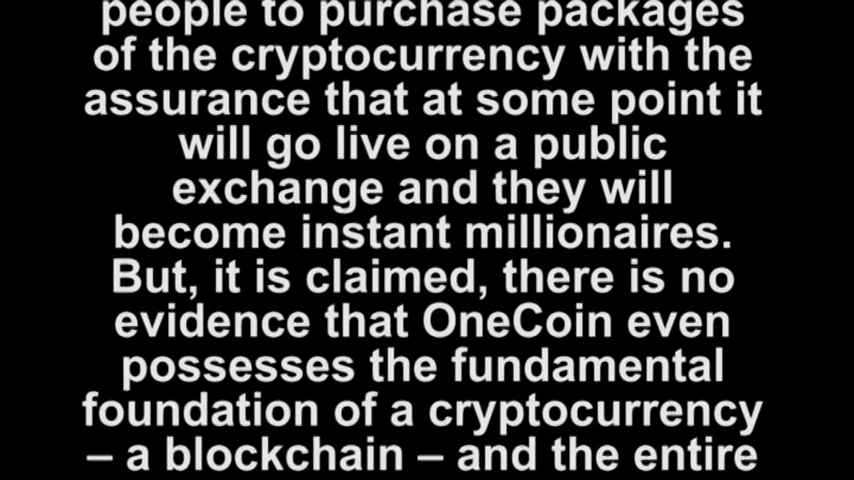 people to purchase packages
of the cryptocurrency with the
assurance that at some point it
will go live on a public
exchange and they will
become instant millionaires.
But, it is claimed, there is no
evidence that OneCoin even
possesses the fundamental
foundation of a cryptocurrency
– a blockchain – and the entire